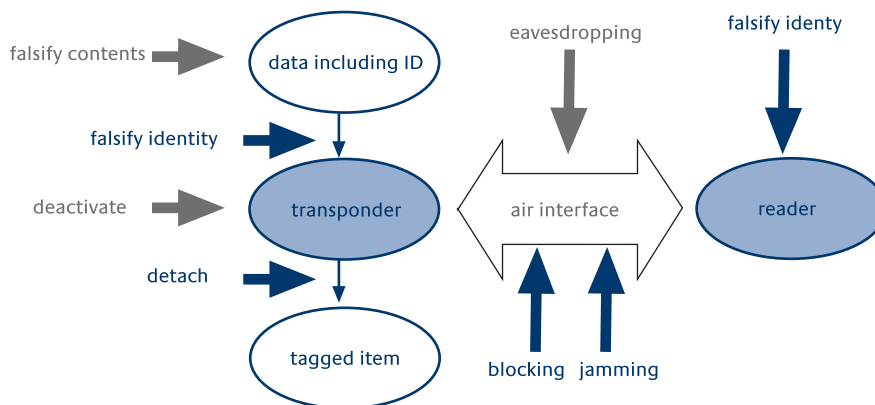 falsify contents
data including ID
eavesdropping
falsify identy
falsify identity
deactivate
transponder
air interface
reader
detach
tagged item
blocking
jamming